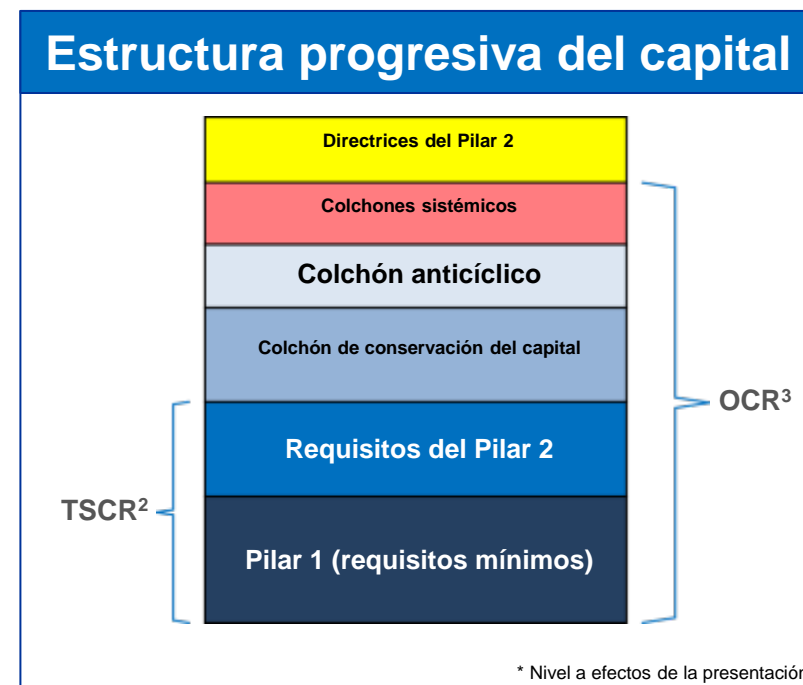 Estructura progresiva del capital
Directrices del Pilar 2
Colchones sistémicos
Colchón anticíclico
Colchón de conservación del capital
OCR³
Requisitos del Pilar 2
TSCR²
Pilar 1 (requisitos mínimos)
* Nivel a efectos de la presentación